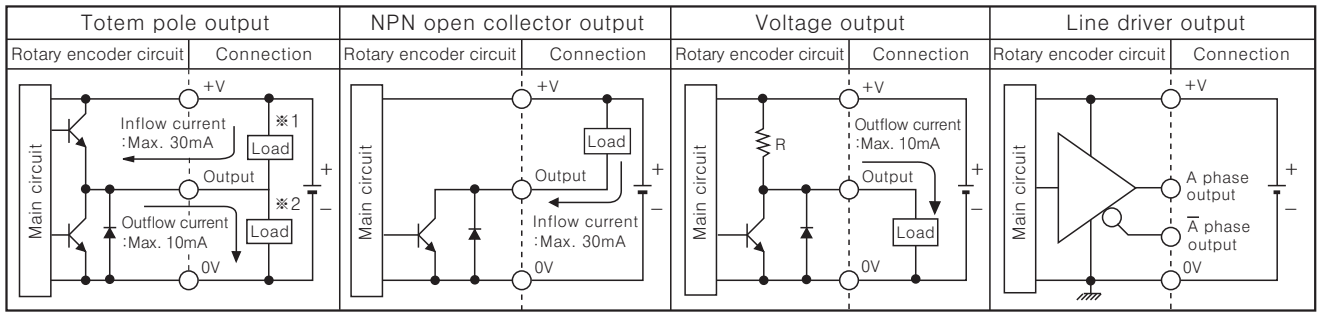 Totem pole output
Rotary encoder circuit
Connection
+V
Main circuit
Inflow current
:Max. 30mA
※1
Load
Output
+
−
Outflow current
:Max. 10mA
※2
Load
0V
NPN open collector output
Rotary encoder circuit
Connection
+V
Main circuit
Load
Output
+
−
Inflow current
:Max. 30mA
0V
Voltage output
Rotary encoder circuit
Connection
+V
Main circuit
R
Outflow current
:Max. 10mA
Output
+
−
Load
0V
Line driver output
Rotary encoder circuit
Connection
+V
Main circuit
A phase
output
+
−
A̅ phase
output
0V